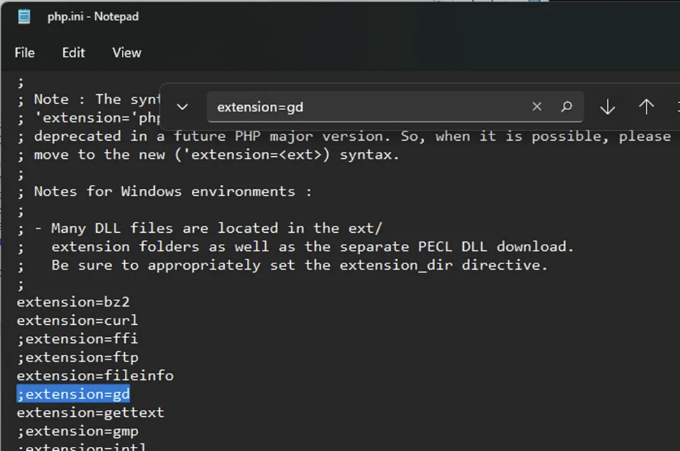 php.ini - Notepad
File Edit View
;
; Note : The synt
extension=gd
; 'extension='php
; deprecated in a future PHP major version. So, when it is possible, please
; move to the new ('extension=<ext>) syntax.
;
; Notes for Windows environments :
;
; - Many DLL files are located in the ext/
;   extension folders as well as the separate PECL DLL download.
;   Be sure to appropriately set the extension_dir directive.
;
extension=bz2
extension=curl
;extension=ffi
;extension=ftp
extension=fileinfo
;extension=gd
extension=gettext
;extension=gmp
;extension=intl